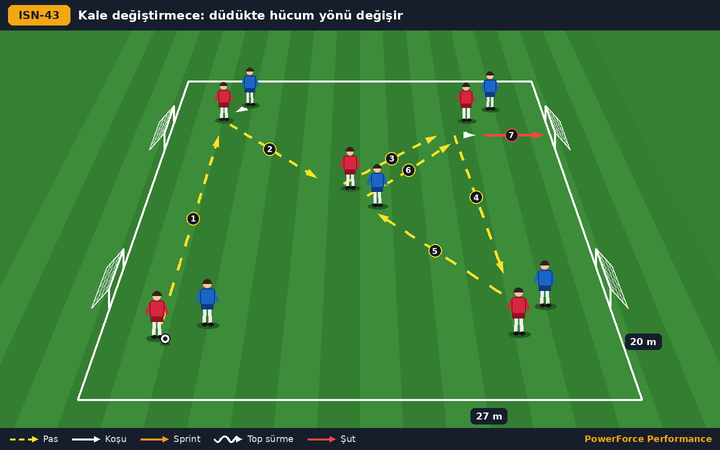 ISN-43 Kale değiştirmece: düdükte hücum yönü değişir
1
2
3
6
7
4
5
20 m
27 m
Pas Koşu Sprint Top sürme Şut PowerForce Performance